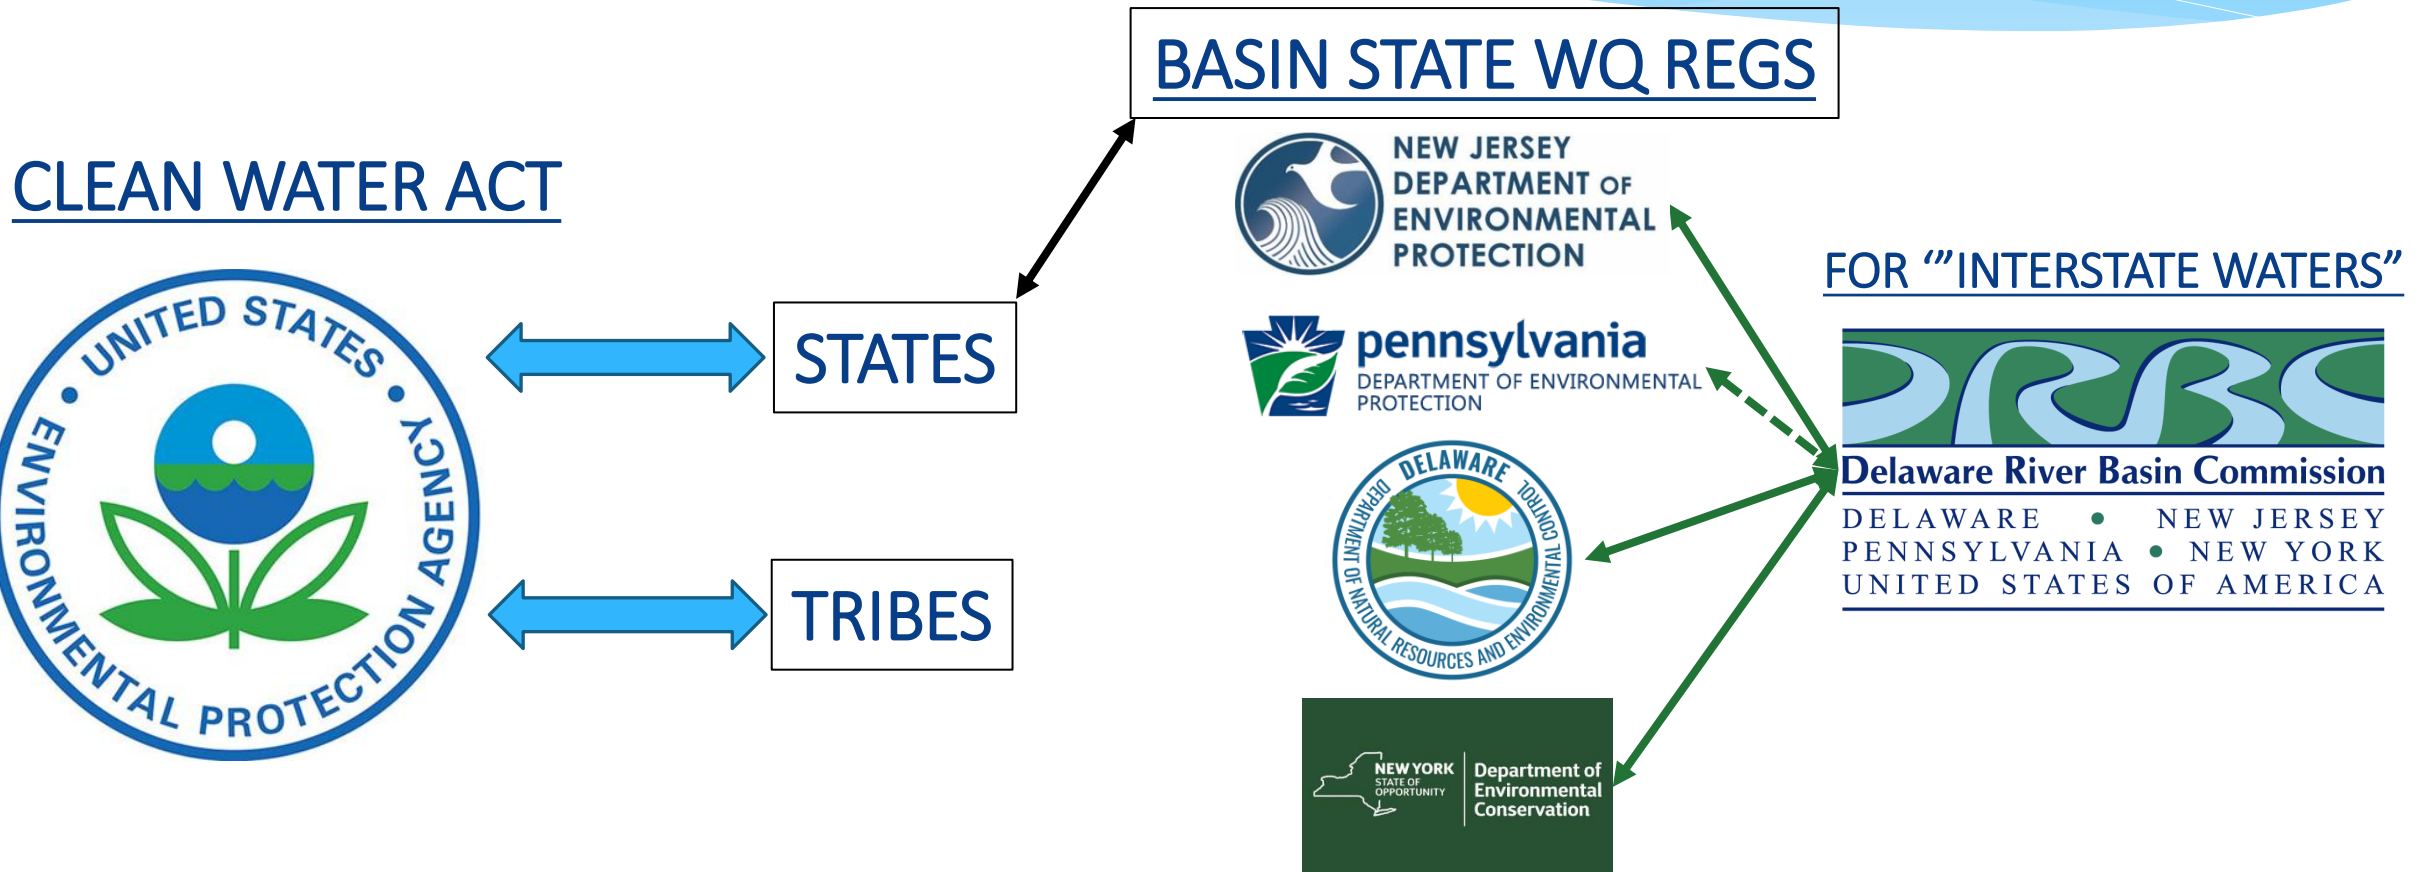 BASIN STATE WQ REGS
CLEAN WATER ACT
UNITED STATES
ENVIRONMENTAL PROTECTION AGENCY
STATES
TRIBES
NEW JERSEY
DEPARTMENT OF
ENVIRONMENTAL
PROTECTION
pennsylvania
DEPARTMENT OF ENVIRONMENTAL
PROTECTION
DELAWARE
DEPARTMENT OF NATURAL RESOURCES AND ENVIRONMENTAL CONTROL
NEW YORK
STATE OF
OPPORTUNITY
Department of
Environmental
Conservation
FOR “”INTERSTATE WATERS”
DRBC
Delaware River Basin Commission
DELAWARE • NEW JERSEY
PENNSYLVANIA • NEW YORK
UNITED STATES OF AMERICA